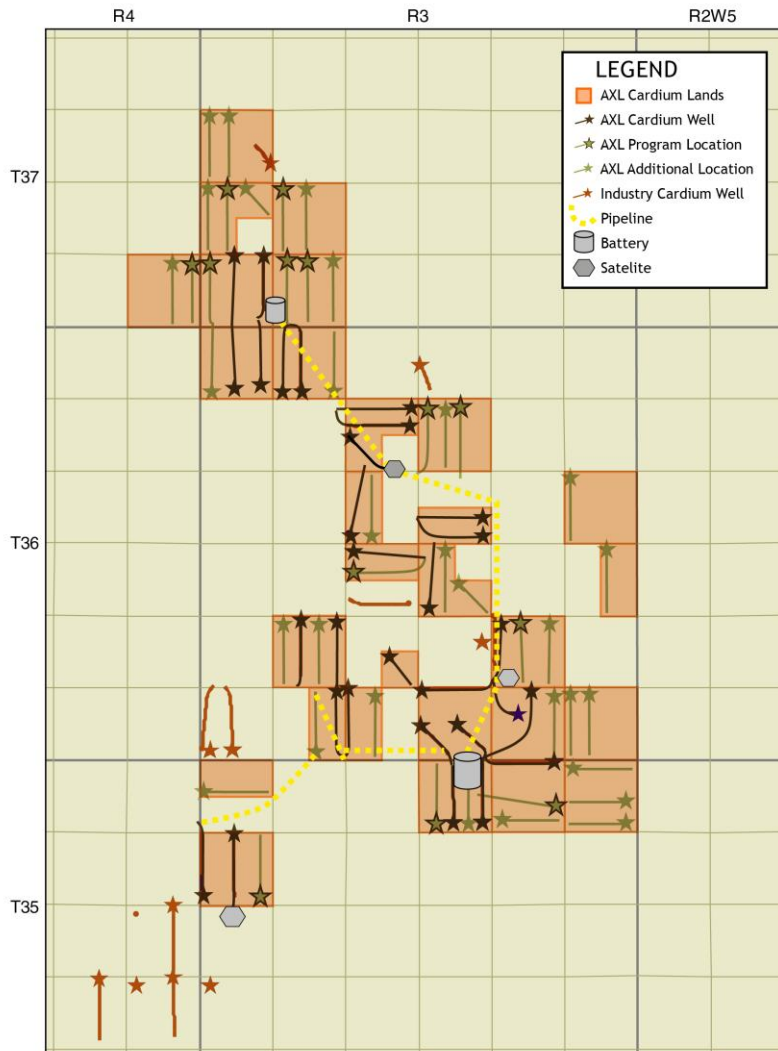 R4 R3 R2W5
LEGEND
AXL Cardium Lands
AXL Cardium Well
T37
AXL Program Location
AXL Additional Location
Industry Cardium Well
Pipeline
Battery
Satelite
T36
T35